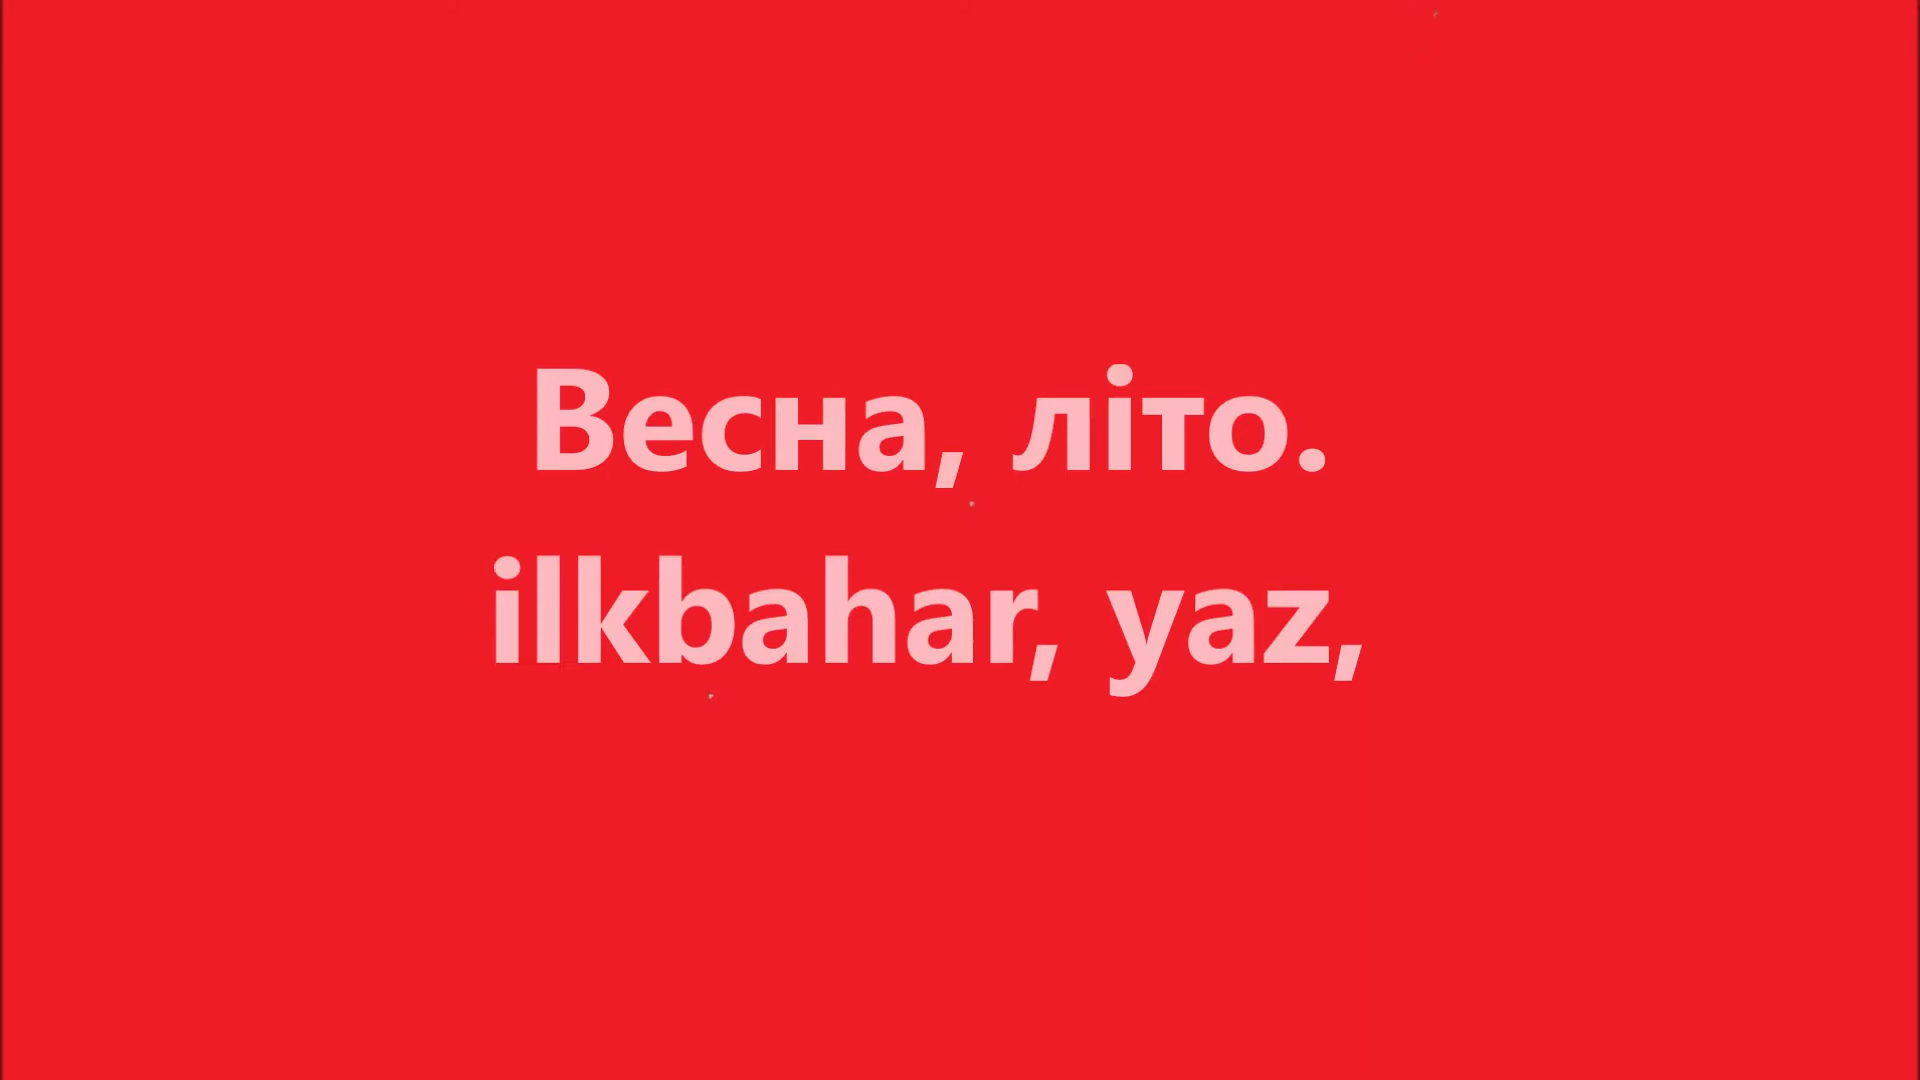 Весна, літо.
ilkbahar, yaz,